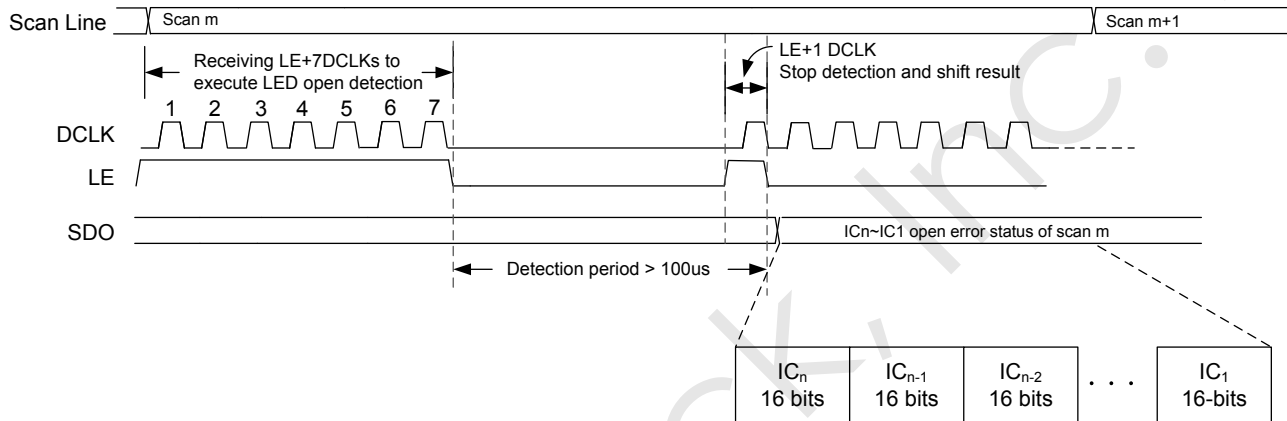 Scan Line
Scan m
Scan m+1
Receiving LE+7DCLKs to
execute LED open detection
LE+1 DCLK
Stop detection and shift result
1 2 3 4 5 6 7
DCLK
LE
SDO
ICn~IC1 open error status of scan m
Detection period > 100us
ICn
16 bits
ICn-1
16 bits
ICn-2
16 bits
. . .
IC1
16-bits
ck, Inc.